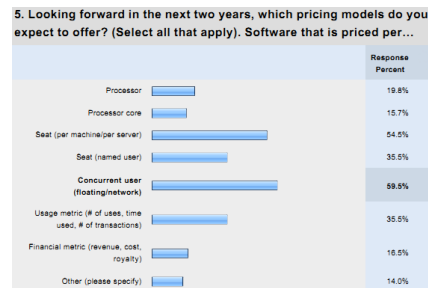 5. Looking forward in the next two years, which pricing models do you
expect to offer? (Select all that apply). Software that is priced per...
Response
Percent
Processor 19.8%
Processor core 15.7%
Seat (per machine/per server) 54.5%
Seat (named user) 35.5%
Concurrent user
(floating/network) 59.5%
Usage metric (# of uses, time
used, # of transactions) 35.5%
Financial metric (revenue, cost,
royalty) 16.5%
Other (please specify) 14.0%